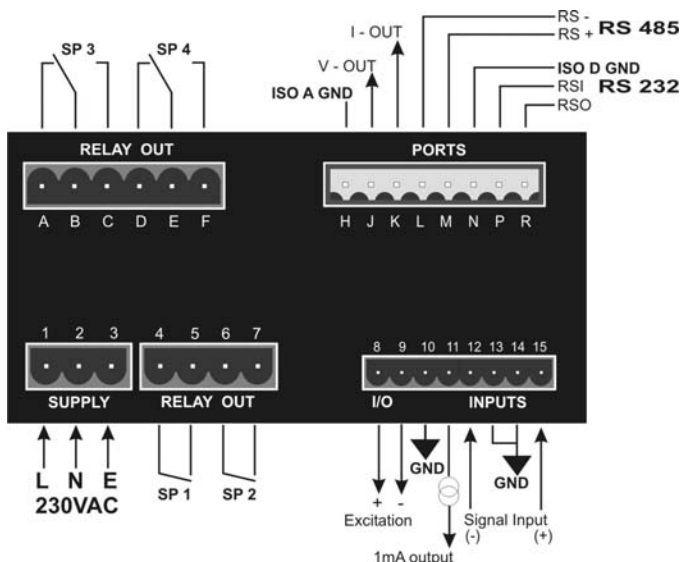 SP 3
SP 4
I - OUT
V - OUT
ISO A GND
RS -
RS +
RS 485
ISO D GND
RSI
RS 232
RSO
RELAY OUT
PORTS
A B C D E F
H J K L M N P R
1 2 3
4 5 6 7
8 9 10 11 12 13 14 15
SUPPLY
RELAY OUT
I/O
INPUTS
L N E
230VAC
SP 1
SP 2
GND
GND
+ -
Excitation
Signal Input
(-)
(+)
1mA output